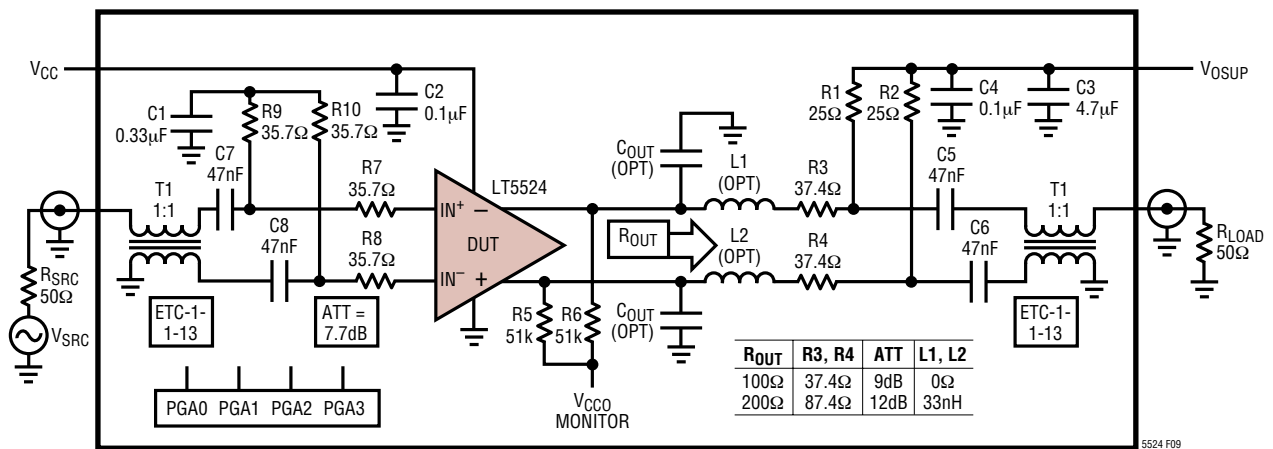 VCC
VOSUP
C1
0.33μF
R9
35.7Ω
R10
35.7Ω
C2
0.1μF
R1
25Ω
R2
25Ω
C4
0.1μF
C3
4.7μF
C7
47nF
COUT
(OPT)
L1
(OPT)
R3
37.4Ω
C5
47nF
T1
1:1
R7
35.7Ω
LT5524
T1
1:1
C8
47nF
IN+ −
DUT
IN− +
ROUT
L2
(OPT)
R4
37.4Ω
C6
47nF
RLOAD
50Ω
RSRC
50Ω
R8
35.7Ω
VSRC
ETC-1-
1-13
ATT =
7.7dB
R5
51k
R6
51k
COUT
(OPT)
ETC-1-
1-13
ROUT R3, R4 ATT L1, L2
100Ω 37.4Ω 9dB 0Ω
200Ω 87.4Ω 12dB 33nH
PGA0 PGA1 PGA2 PGA3
VCCO
MONITOR
5524 F09